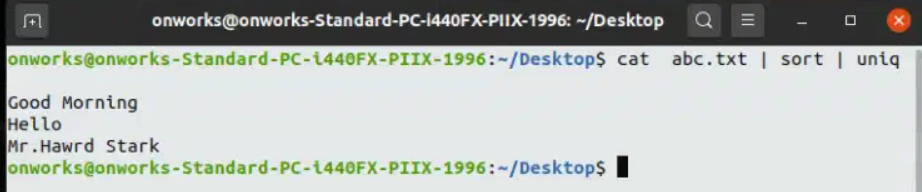 onworks@onworks-Standard-PC-i440FX-PIIX-1996: ~/Desktop
onworks@onworks-Standard-PC-i440FX-PIIX-1996:~/Desktop$ cat  abc.txt | sort | uniq
Good Morning
Hello
Mr.Hawrd Stark
onworks@onworks-Standard-PC-i440FX-PIIX-1996:~/Desktop$